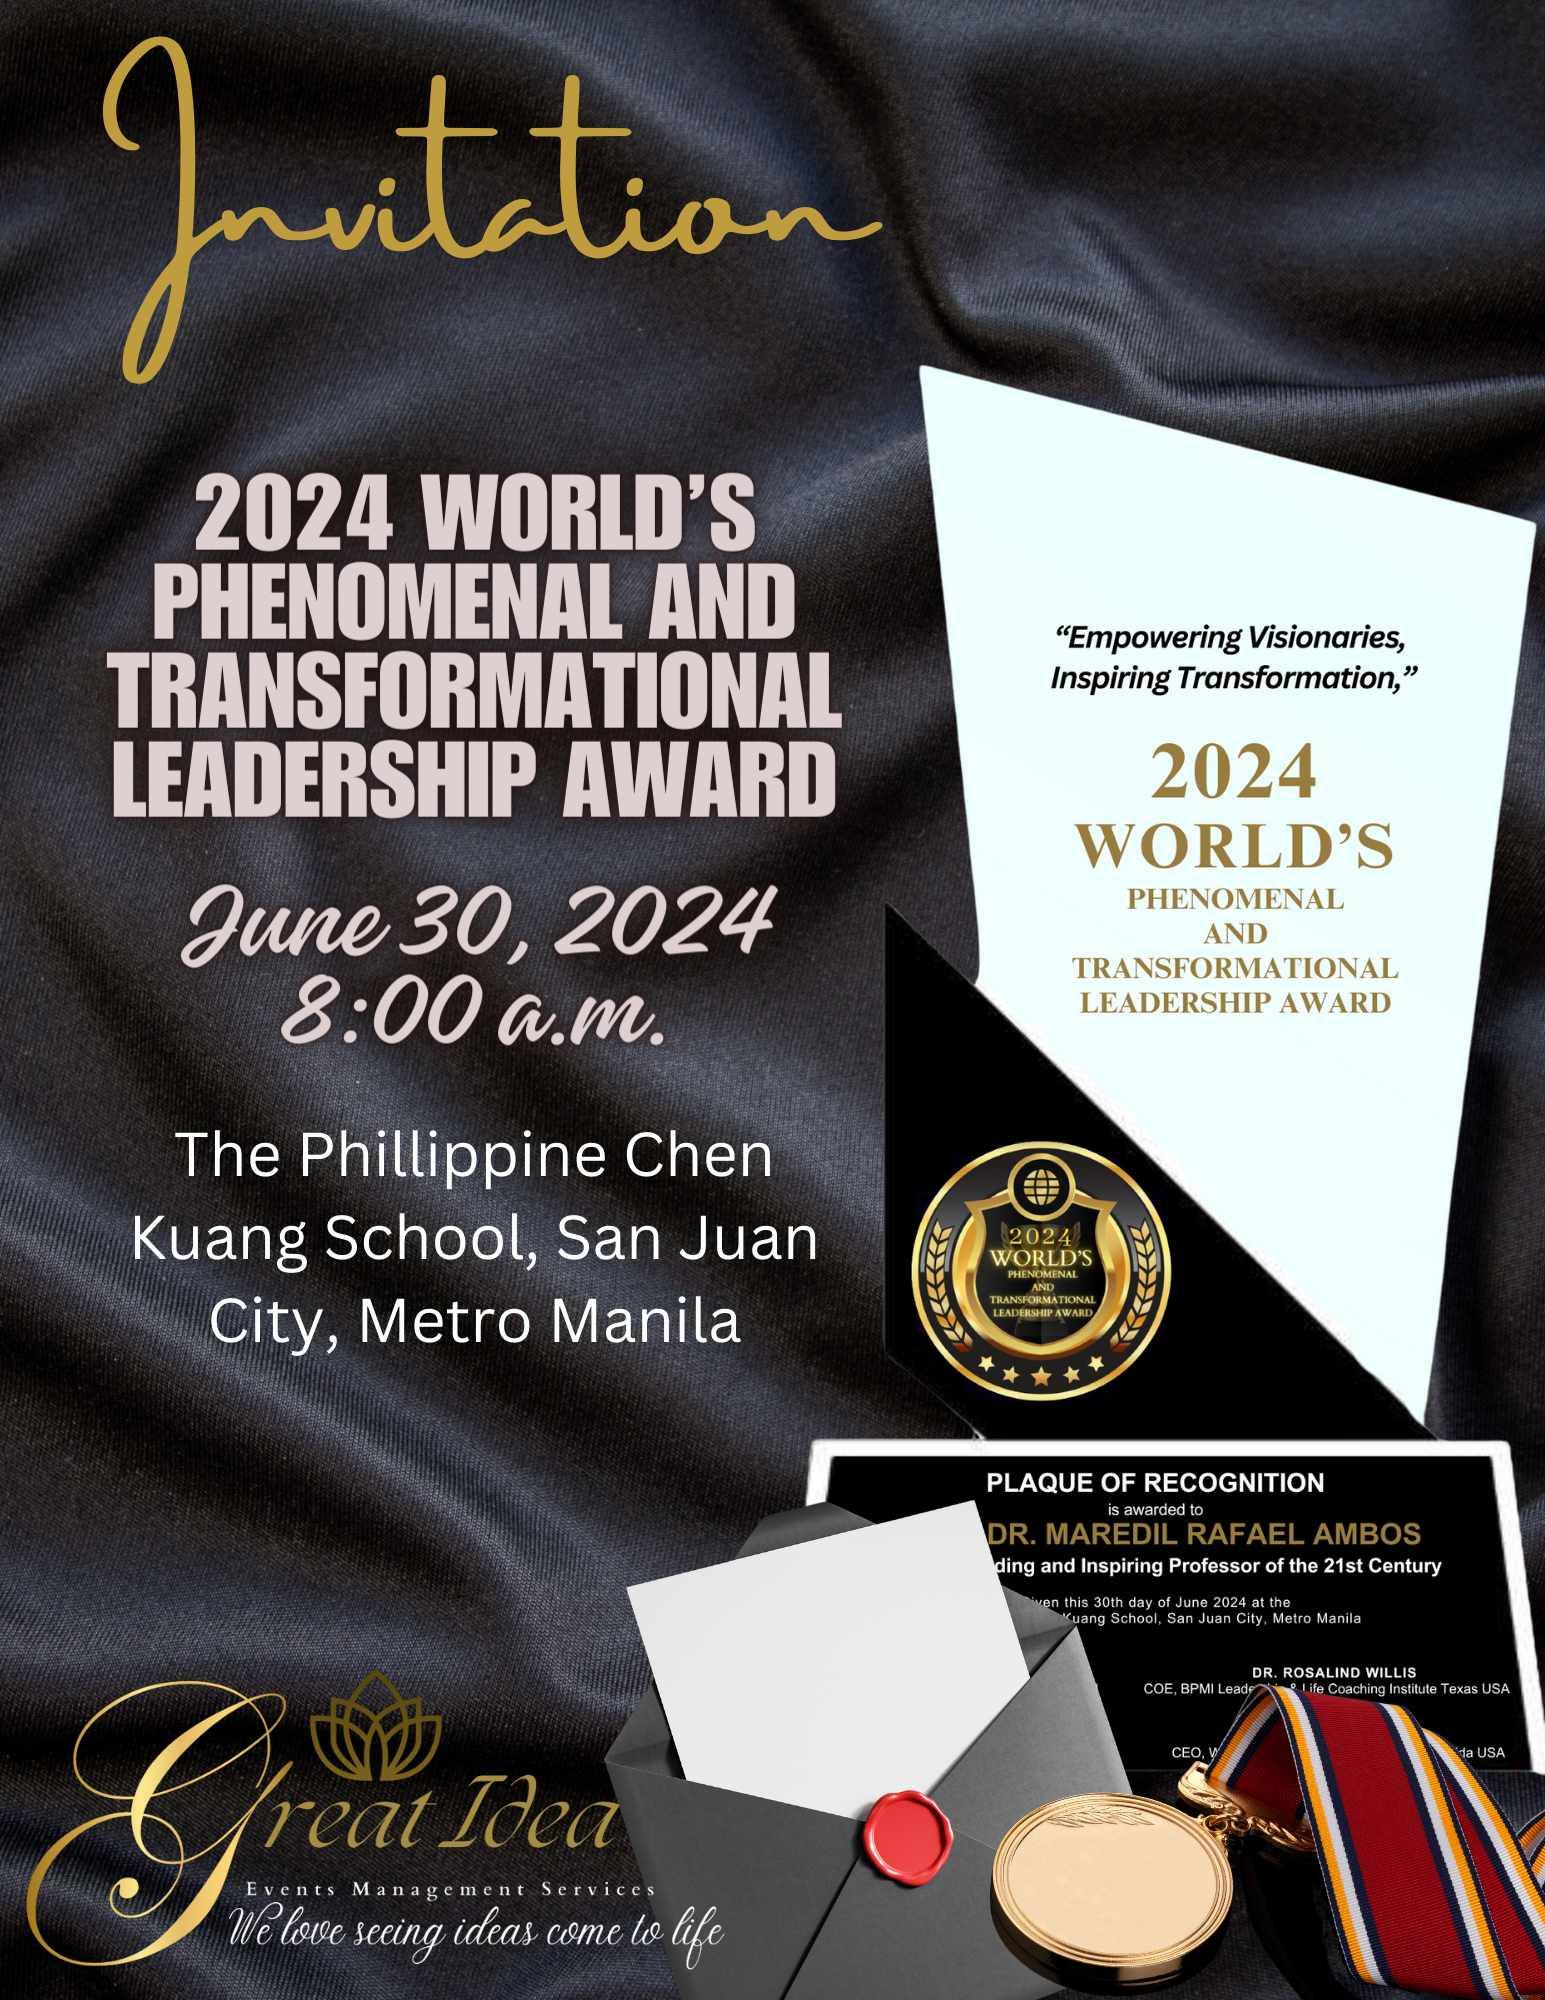 Invitation
2024 WORLD'S
PHENOMENAL AND
TRANSFORMATIONAL
LEADERSHIP AWARD
June 30, 2024
8:00 a.m.
The Phillippine Chen
Kuang School, San Juan
City, Metro Manila
“Empowering Visionaries,
Inspiring Transformation,”
2024
WORLD’S
PHENOMENAL
AND
TRANSFORMATIONAL
LEADERSHIP AWARD
2024
WORLD'S
PHENOMENAL
AND
TRANSFORMATIONAL
LEADERSHIP AWARD
PLAQUE OF RECOGNITION
is awarded to
DR. MAREDIL RAFAEL AMBOS
and Inspiring Professor of the 21st Century
this 30th day of June 2024 at the
Kuang School, San Juan City, Metro Manila
DR. ROSALIND WILLIS
COE, BPMI & Life Coaching Institute Texas USA
CEO, USA
Great Idea
Events Management Services
We love seeing ideas come to life